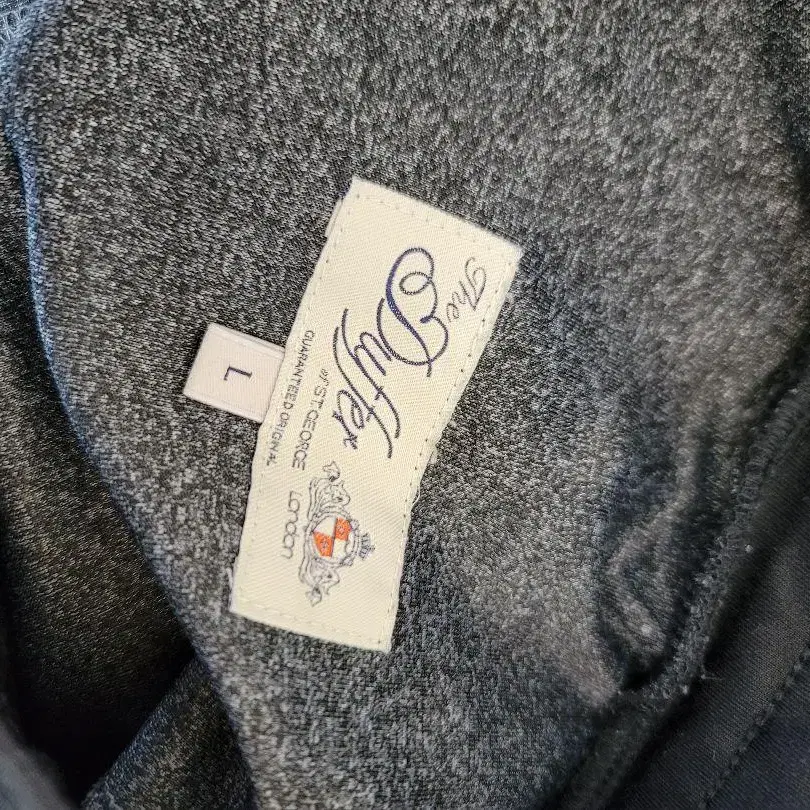 The
Duffer
of ST.GEORGE
GUARANTEED ORIGINAL
LONDON
L